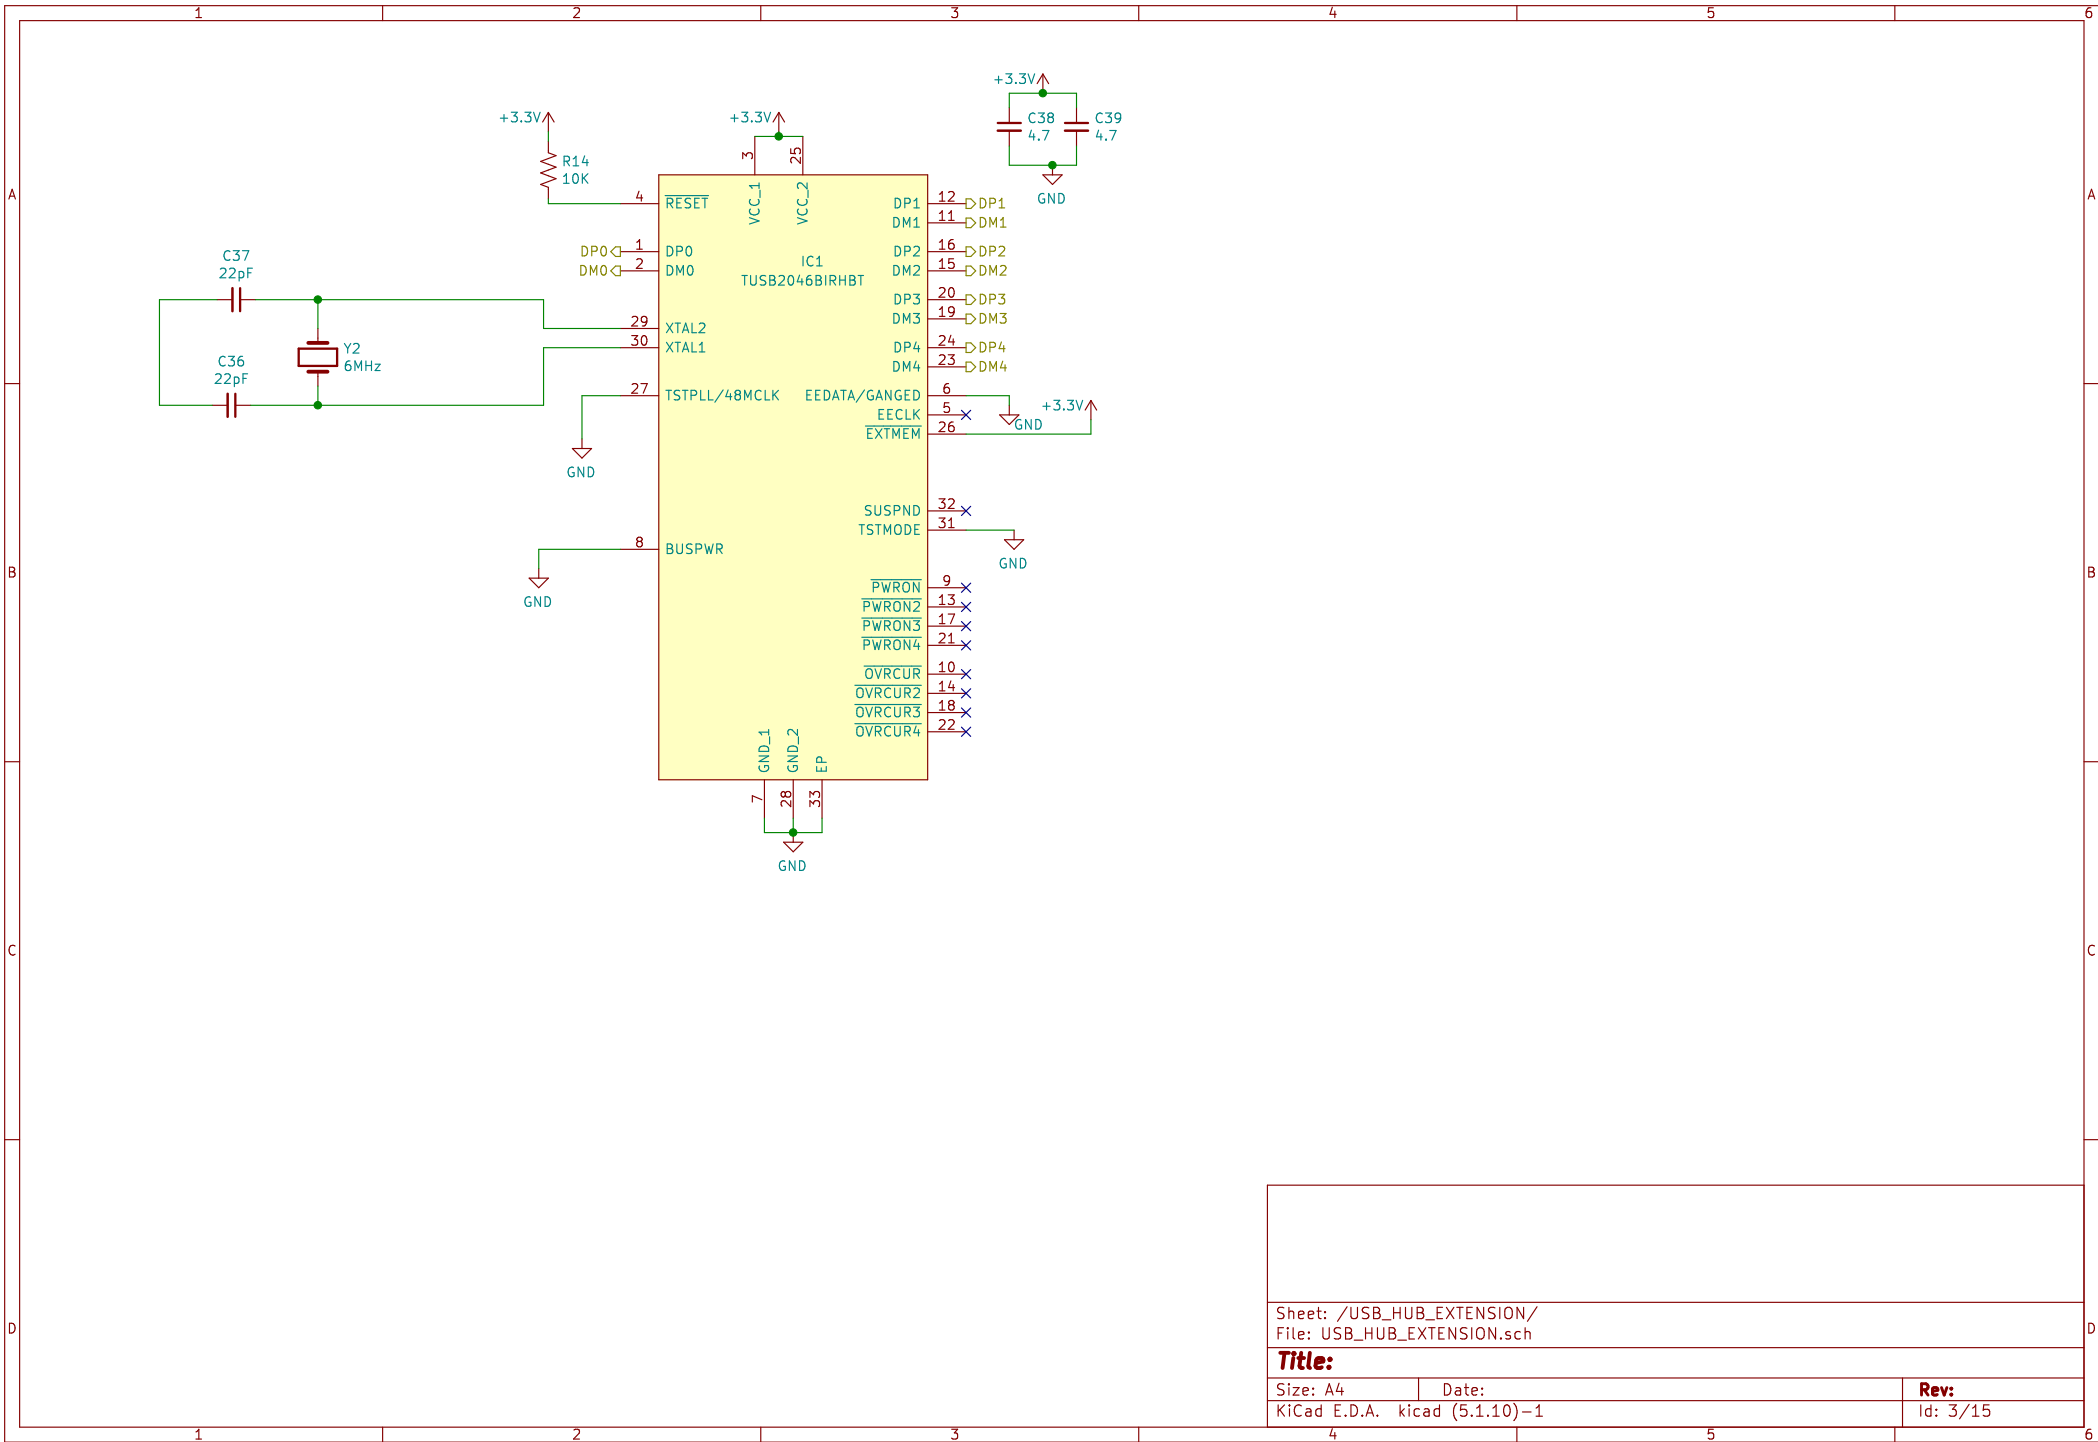 1 2 3 4 5 6
+3.3V
C38
4.7
C39
4.7
GND
+3.3V
R14
10K
+3.3V
3
25
VCC_1
VCC_2
A
A
4
RESET
1
DP0
DP0
2
DM0
DM0
IC1
TUSB2046BIRHBT
C37
22pF
29
XTAL2
30
XTAL1
Y2
6MHz
C36
22pF
27
TSTPLL/48MCLK
GND
8
BUSPWR
GND
DP1
12
DP1
DM1
11
DM1
DP2
16
DP2
DM2
15
DM2
DP3
20
DP3
DM3
19
DM3
DP4
24
DP4
DM4
23
DM4
EEDATA/GANGED
6
GND
EECLK
5
EXTMEM
26
+3.3V
SUSPND
32
TSTMODE
31
GND
B
B
PWRON
9
PWRON2
13
PWRON3
17
PWRON4
21
OVRCUR
10
OVRCUR2
14
OVRCUR3
18
OVRCUR4
22
GND_1
GND_2
EP
7
28
33
GND
C
C
D
D
Sheet: /USB_HUB_EXTENSION/
File: USB_HUB_EXTENSION.sch
Title:
Size: A4
Date:
Rev:
KiCad E.D.A. kicad (5.1.10)-1
Id: 3/15
1 2 3 4 5 6